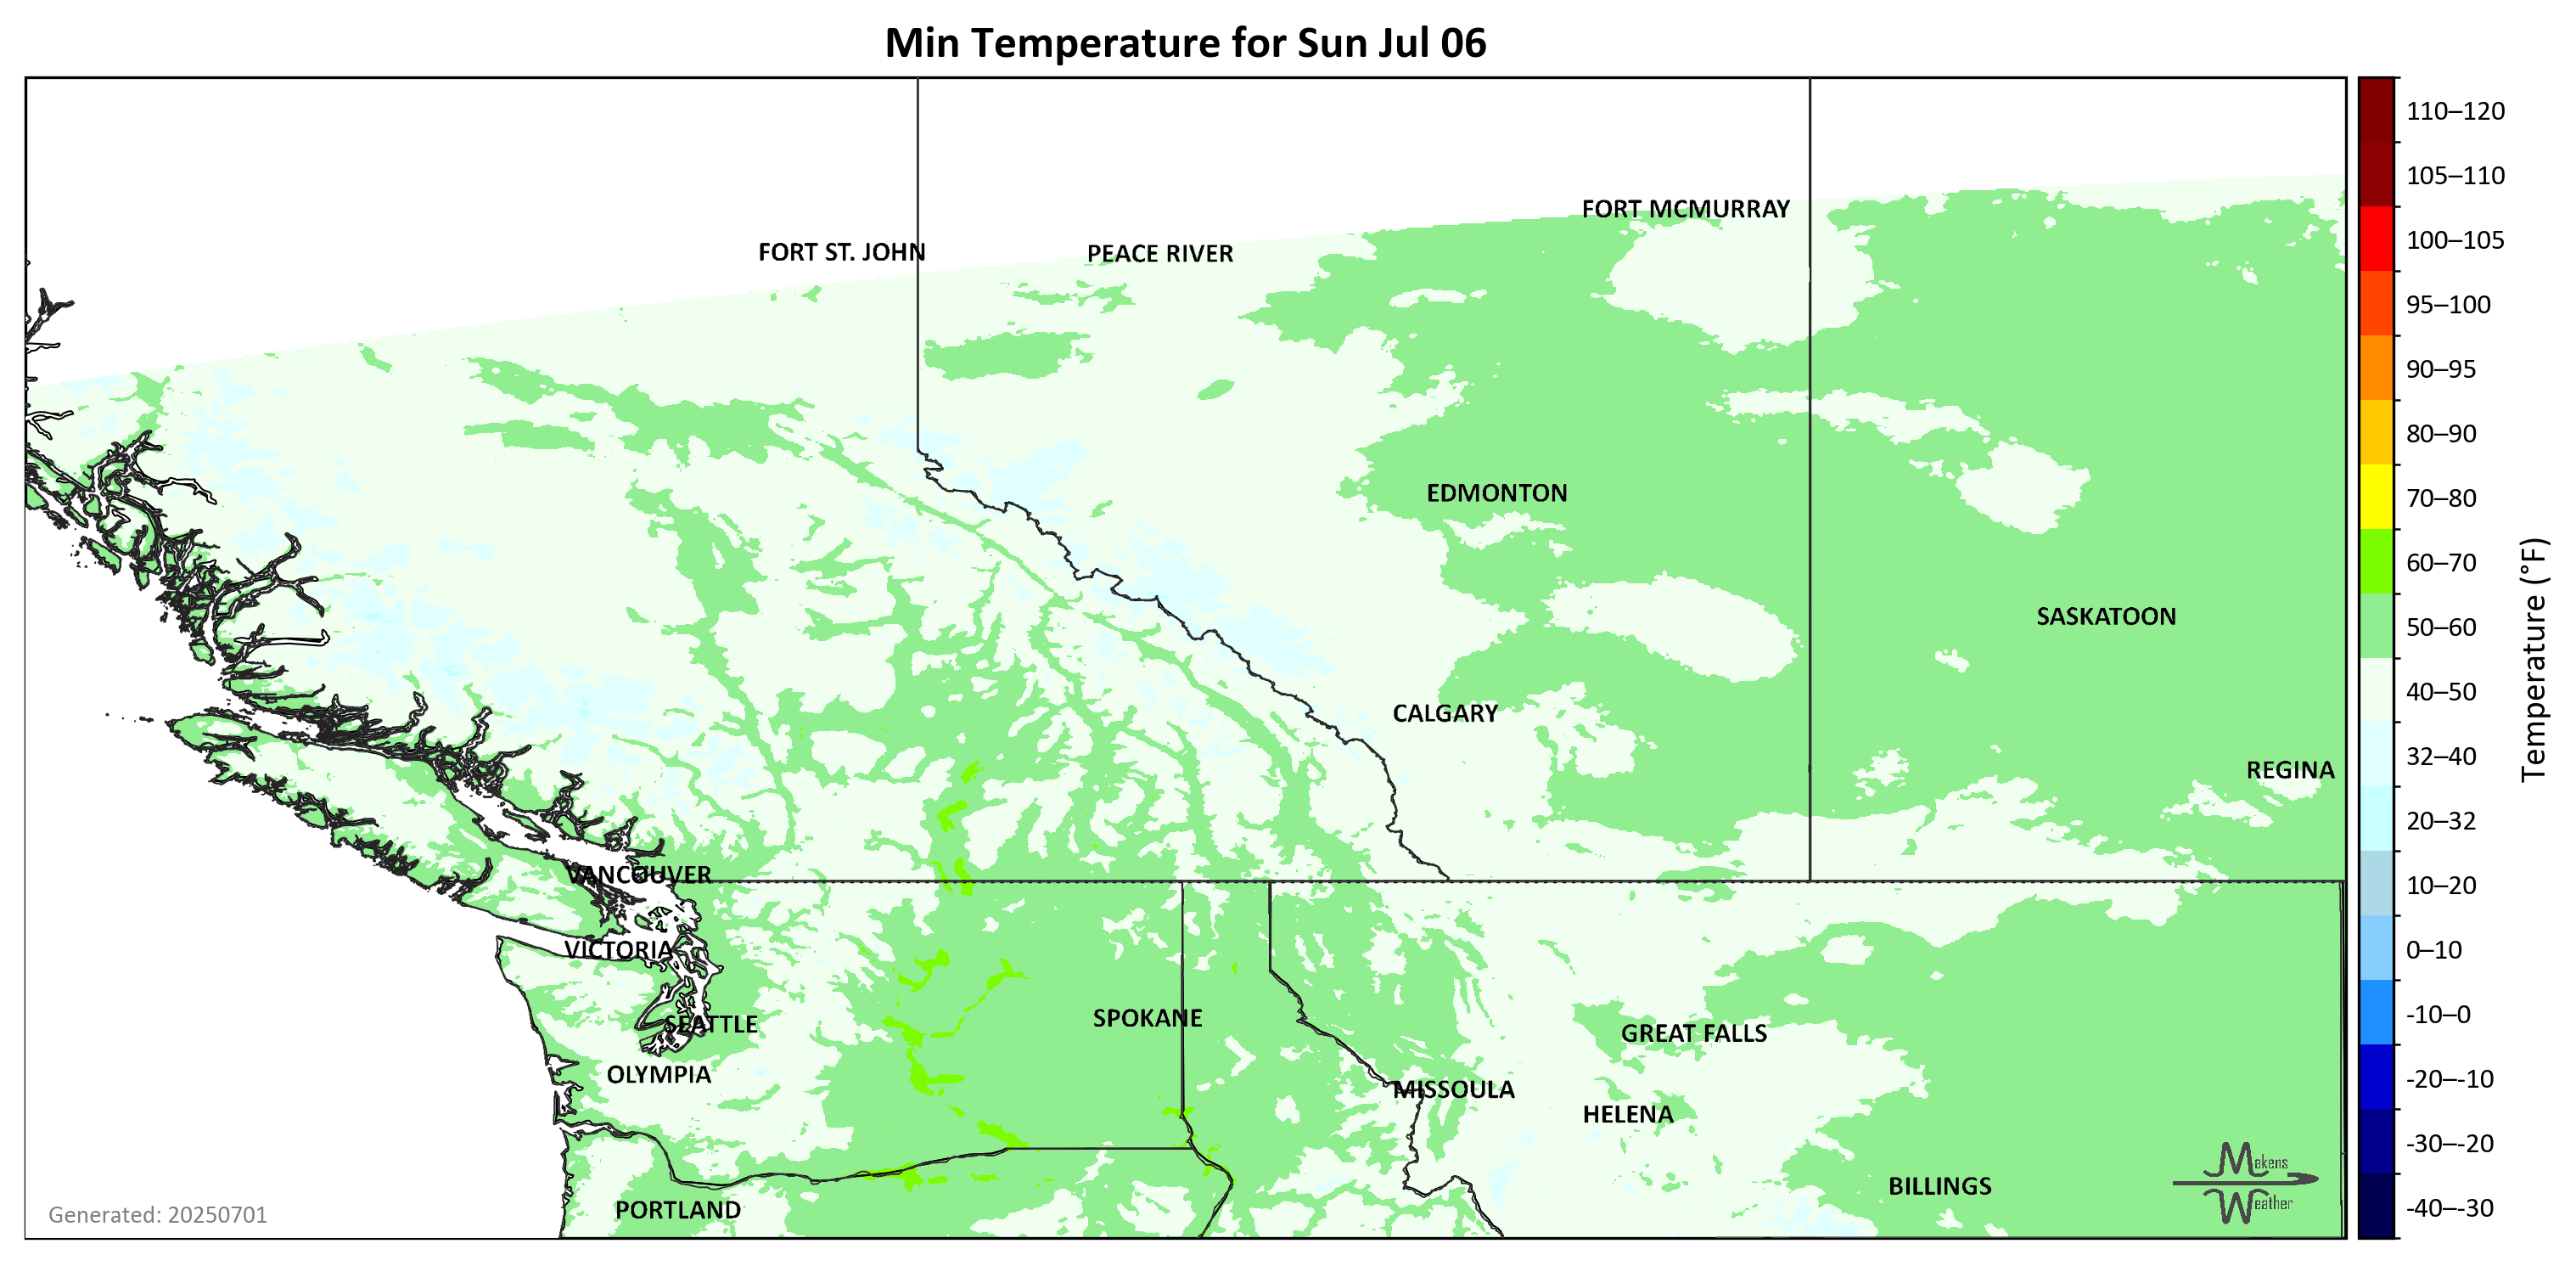 Min Temperature for Sun Jul 06
110–120
105–110
FORT MCMURRAY
100–105
FORT ST. JOHN
PEACE RIVER
95–100
90–95
80–90
EDMONTON
70–80
60–70
SASKATOON
50–60
Temperature (°F)
40–50
CALGARY
32–40
REGINA
20–32
VANCOUVER
10–20
VICTORIA
0–10
SPOKANE
-10–0
SEATTLE
GREAT FALLS
OLYMPIA
-20–-10
MISSOULA
HELENA
-30–-20
Makens
Weather
BILLINGS
PORTLAND
-40–-30
Generated: 20250701